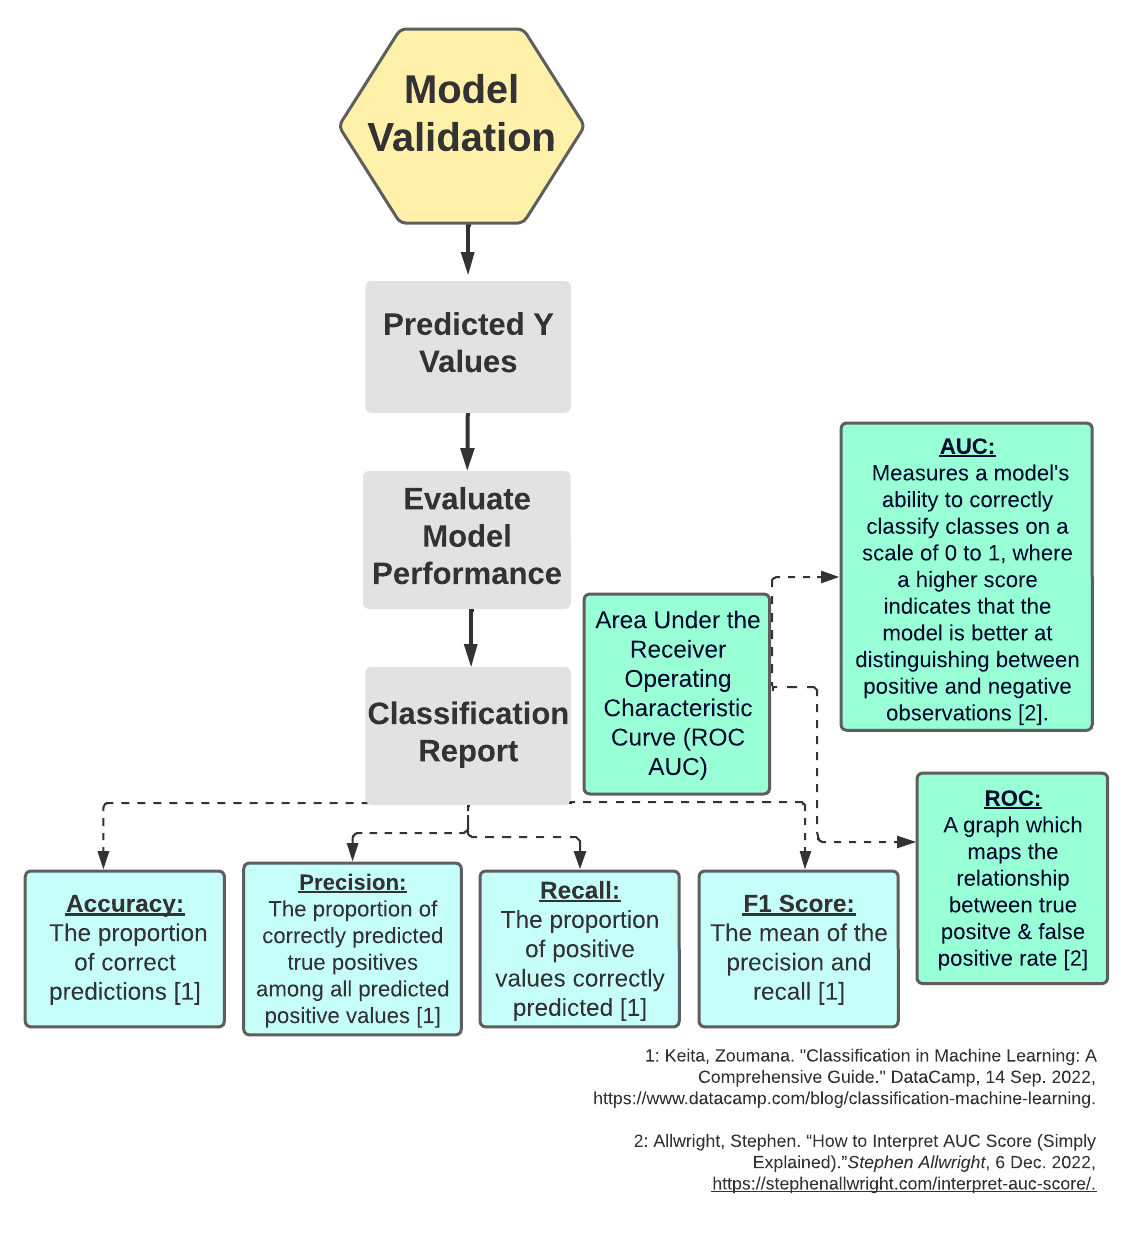 Model
Validation
Predicted Y
Values
Evaluate
Model
Performance
Classification
Report
Area Under the
Receiver
Operating
Characteristic
Curve (ROC
AUC)
AUC:
Measures a model's
ability to correctly
classify classes on a
scale of 0 to 1, where
a higher score
indicates that the
model is better at
distinguishing between
positive and negative
observations [2].
ROC:
A graph which
maps the
relationship
between true
positve & false
positive rate [2]
Accuracy:
The proportion
of correct
predictions [1]
Precision:
The proportion of
correctly predicted
true positives
among all predicted
positive values [1]
Recall:
The proportion
of positive
values correctly
predicted [1]
F1 Score:
The mean of the
precision and
recall [1]
1: Keita, Zoumana. "Classification in Machine Learning: A
Comprehensive Guide." DataCamp, 14 Sep. 2022,
https://www.datacamp.com/blog/classification-machine-learning.
2: Allwright, Stephen. “How to Interpret AUC Score (Simply
Explained).”Stephen Allwright, 6 Dec. 2022,
https://stephenallwright.com/interpret-auc-score/.